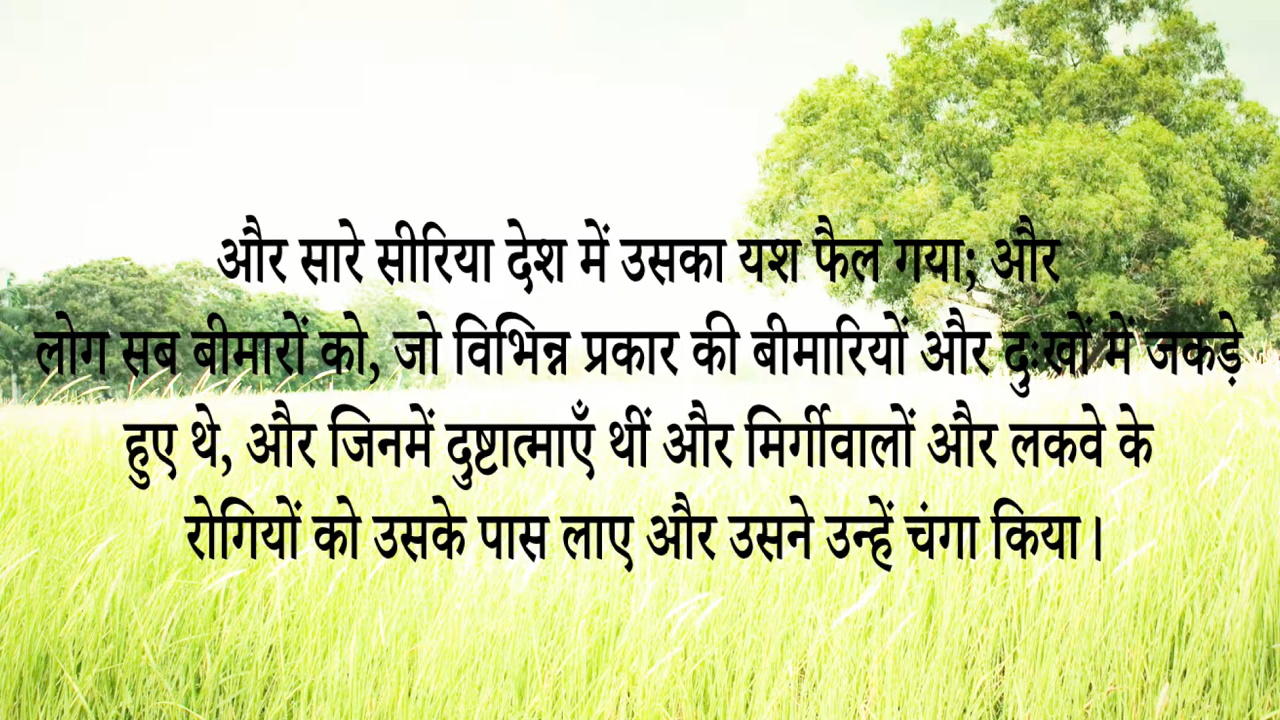 और सारे सीरिया देश में उसका यश फैल गया; और
लोग सब बीमारों को, जो विभिन्न प्रकार की बीमारियों और दुःखों में जकड़े
हुए थे, और जिनमें दुष्टात्माएँ थीं और मिर्गीवालों और लकवे के
रोगियों को उसके पास लाए और उसने उन्हें चंगा किया।